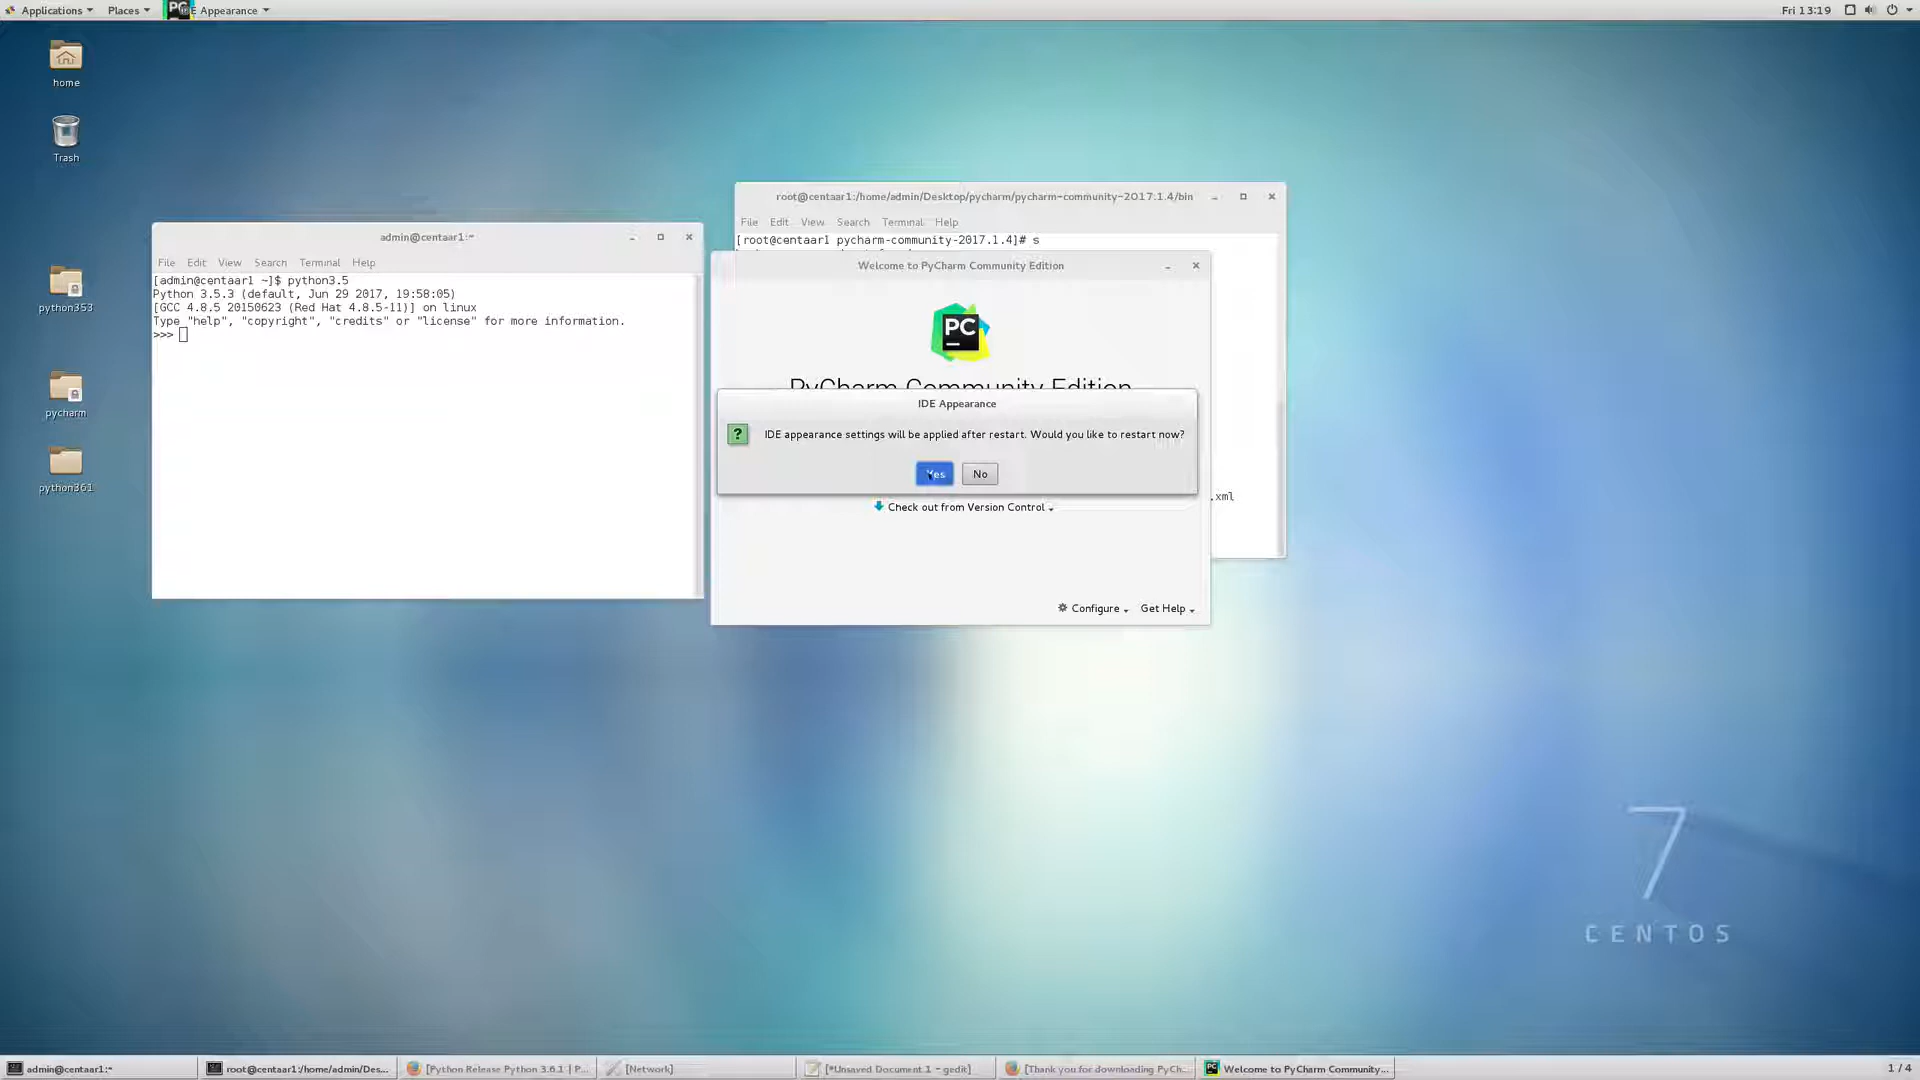 Applications
Places
IDE Appearance
Fri 13:19
home
Trash
python353
pycharm
python361
admin@centaar1:~
File Edit View Search Terminal Help
[admin@centaar1 ~]$ python3.5
Python 3.5.3 (default, Jun 29 2017, 19:58:05)
[GCC 4.8.5 20150623 (Red Hat 4.8.5-11)] on linux
Type "help", "copyright", "credits" or "license" for more information.
>>>
root@centaar1:/home/admin/Desktop/pycharm/pycharm-community-2017.1.4/bin
File Edit View Search Terminal Help
[root@centaar1 pycharm-community-2017.1.4]# s
.xml
Welcome to PyCharm Community Edition
PC
PyCharm Community Edition
IDE Appearance
? IDE appearance settings will be applied after restart. Would you like to restart now?
Yes No
Check out from Version Control
Configure Get Help
7
CENTOS
admin@centaar1:~
root@centaar1:/home/admin/Des...
[Python Release Python 3.6.1 | P...
[Network]
[*Unsaved Document 1 - gedit]
[Thank you for downloading PyCh...
Welcome to PyCharm Community...
1 / 4